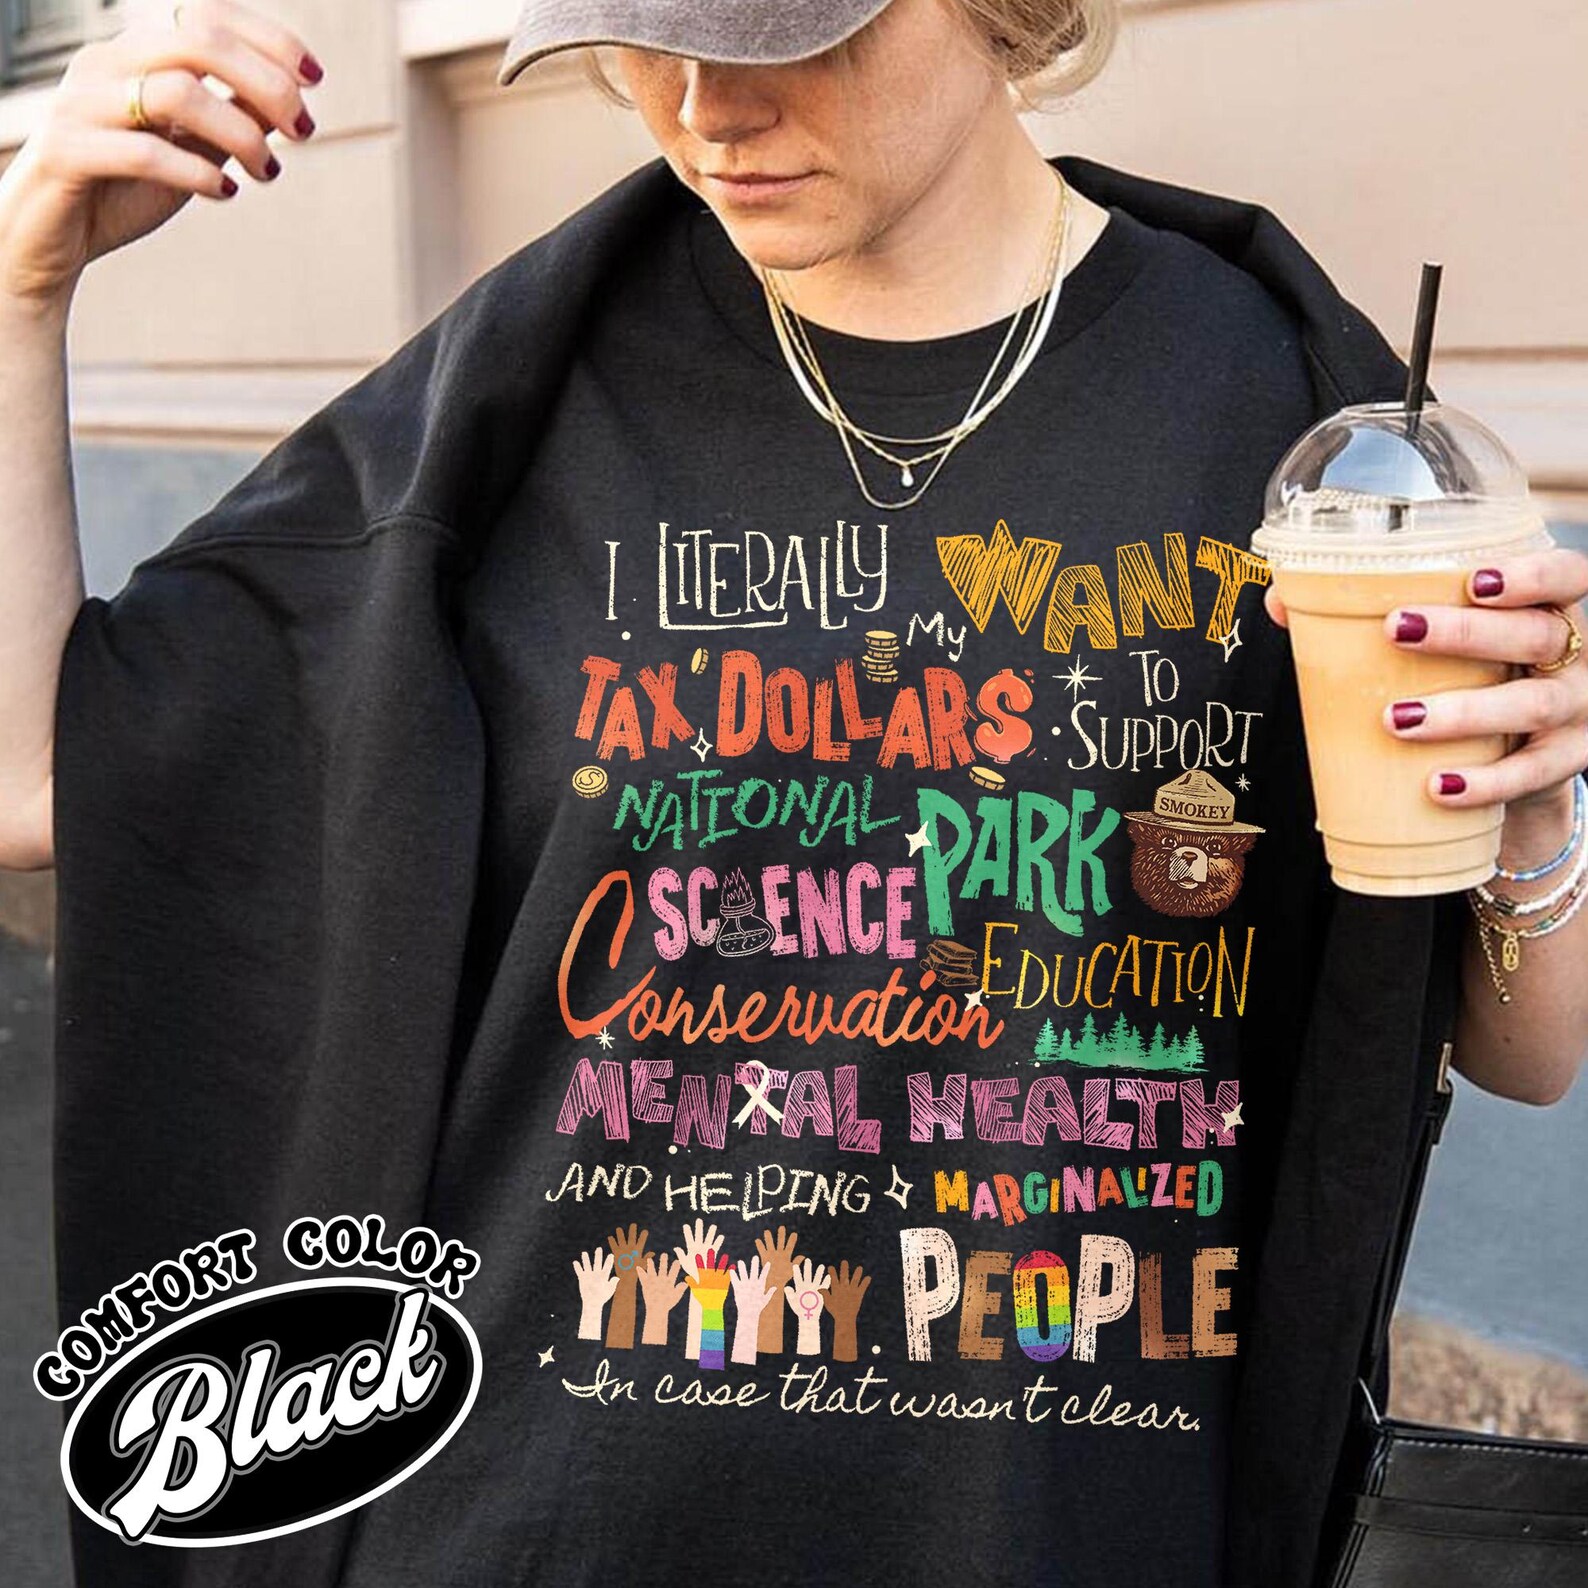 I LITERALLY WANT
MY
TAX DOLLARS TO
SUPPORT
NATIONAL PARK
SMOKEY
SCIENCE EDUCATION
Conservation
MENTAL HEALTH
AND HELPING MARGINALIZED
PEOPLE
In case that wasn't clear.
COMFORT COLOR
Black